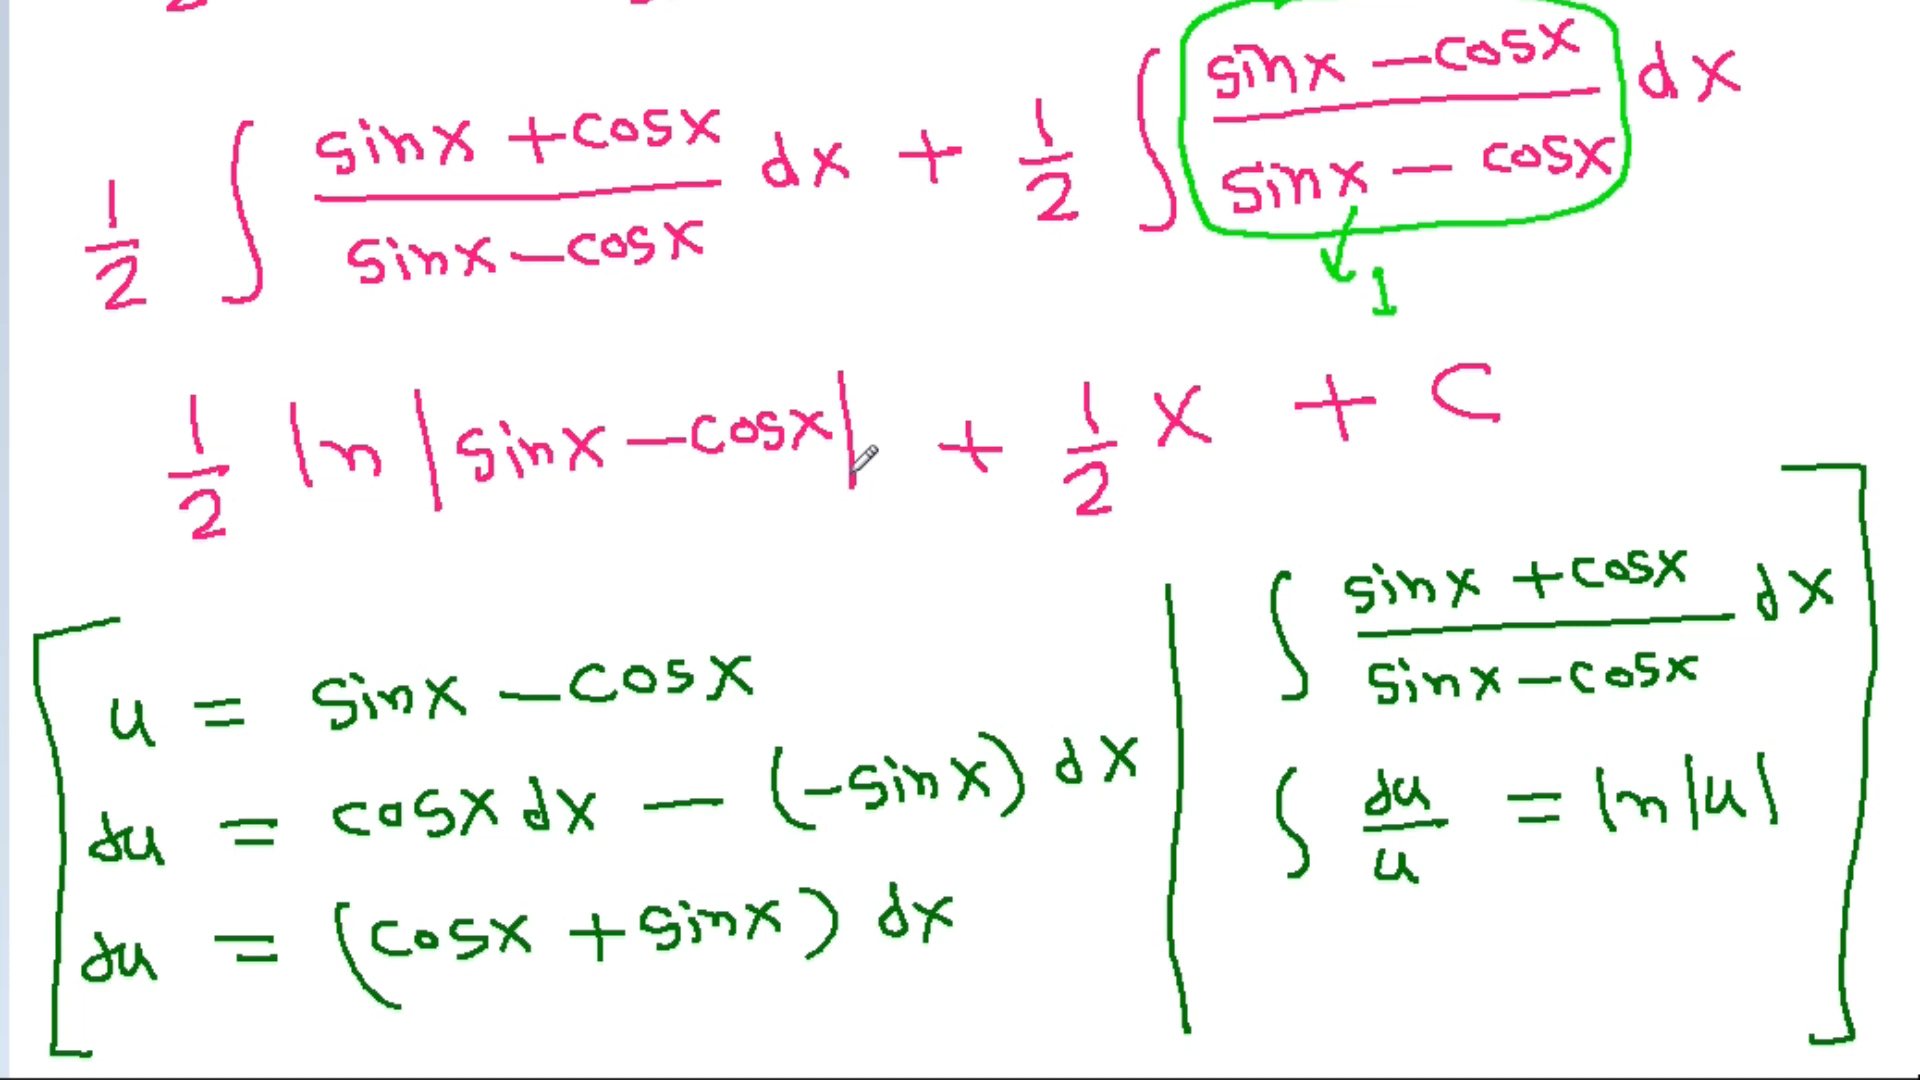 1/2 ∫ (sinx + cosx)/(sinx - cosx) dx + 1/2 ∫ (sinx - cosx)/(sinx - cosx) dx
1
1/2 ln |sinx - cosx| + 1/2 x + C
u = sinx - cosx
du = cosx dx - (-sinx) dx
du = (cosx + sinx) dx
∫ (sinx + cosx)/(sinx - cosx) dx
∫ du/u = ln |u|